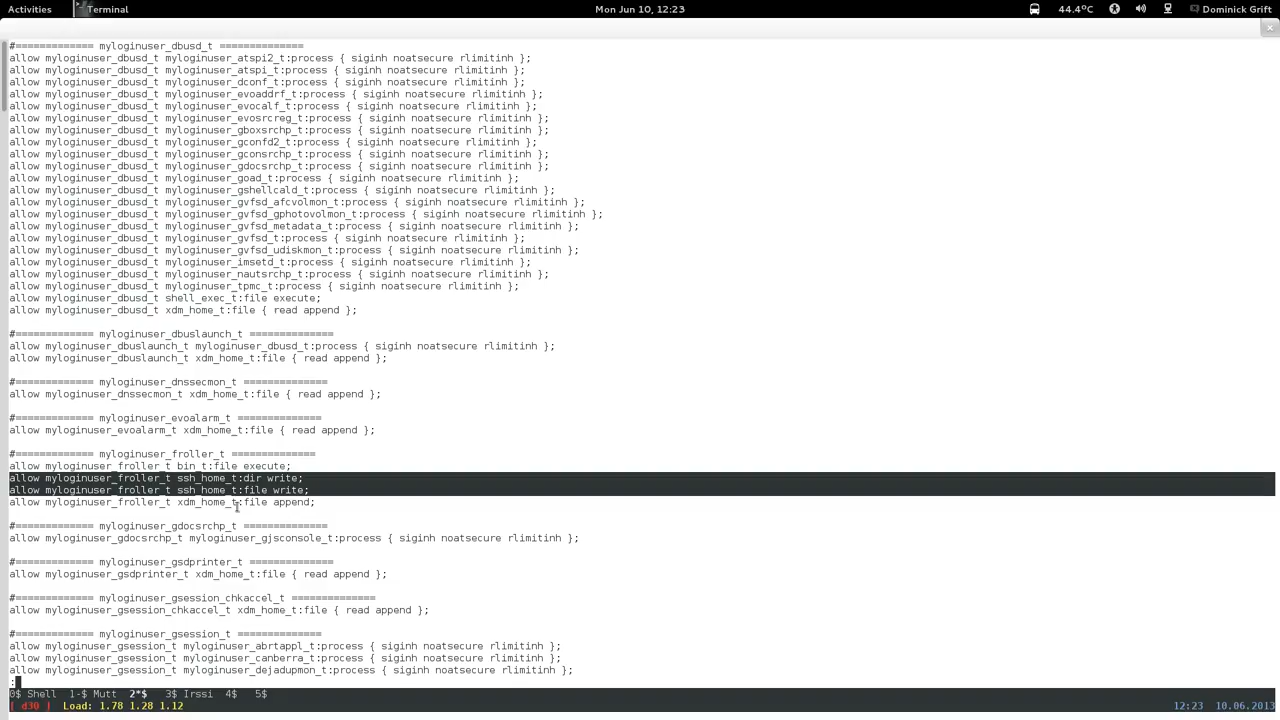 Activities Terminal Mon Jun 10, 12:23 44.4°C Dominick Grift
#============= myloginuser_dbusd_t ==============
allow myloginuser_dbusd_t myloginuser_atspi2_t:process { siginh noatsecure rlimitinh };
allow myloginuser_dbusd_t myloginuser_atspi_t:process { siginh noatsecure rlimitinh };
allow myloginuser_dbusd_t myloginuser_dconf_t:process { siginh noatsecure rlimitinh };
allow myloginuser_dbusd_t myloginuser_evoaddrf_t:process { siginh noatsecure rlimitinh };
allow myloginuser_dbusd_t myloginuser_evocalf_t:process { siginh noatsecure rlimitinh };
allow myloginuser_dbusd_t myloginuser_evosrcreg_t:process { siginh noatsecure rlimitinh };
allow myloginuser_dbusd_t myloginuser_gboxsrchp_t:process { siginh noatsecure rlimitinh };
allow myloginuser_dbusd_t myloginuser_gconfd2_t:process { siginh noatsecure rlimitinh };
allow myloginuser_dbusd_t myloginuser_gconsrchp_t:process { siginh noatsecure rlimitinh };
allow myloginuser_dbusd_t myloginuser_gdocsrchp_t:process { siginh noatsecure rlimitinh };
allow myloginuser_dbusd_t myloginuser_goad_t:process { siginh noatsecure rlimitinh };
allow myloginuser_dbusd_t myloginuser_gshellcald_t:process { siginh noatsecure rlimitinh };
allow myloginuser_dbusd_t myloginuser_gvfsd_afcvolmon_t:process { siginh noatsecure rlimitinh };
allow myloginuser_dbusd_t myloginuser_gvfsd_gphotovolmon_t:process { siginh noatsecure rlimitinh };
allow myloginuser_dbusd_t myloginuser_gvfsd_metadata_t:process { siginh noatsecure rlimitinh };
allow myloginuser_dbusd_t myloginuser_gvfsd_t:process { siginh noatsecure rlimitinh };
allow myloginuser_dbusd_t myloginuser_gvfsd_udiskmon_t:process { siginh noatsecure rlimitinh };
allow myloginuser_dbusd_t myloginuser_imsetd_t:process { siginh noatsecure rlimitinh };
allow myloginuser_dbusd_t myloginuser_nautsrchp_t:process { siginh noatsecure rlimitinh };
allow myloginuser_dbusd_t myloginuser_tpmc_t:process { siginh noatsecure rlimitinh };
allow myloginuser_dbusd_t shell_exec_t:file execute;
allow myloginuser_dbusd_t xdm_home_t:file { read append };
#============= myloginuser_dbuslaunch_t ==============
allow myloginuser_dbuslaunch_t myloginuser_dbusd_t:process { siginh noatsecure rlimitinh };
allow myloginuser_dbuslaunch_t xdm_home_t:file { read append };
#============= myloginuser_dnssecmon_t ==============
allow myloginuser_dnssecmon_t xdm_home_t:file { read append };
#============= myloginuser_evoalarm_t ==============
allow myloginuser_evoalarm_t xdm_home_t:file { read append };
#============= myloginuser_froller_t ==============
allow myloginuser_froller_t bin_t:file execute;
allow myloginuser_froller_t ssh_home_t:dir write;
allow myloginuser_froller_t ssh_home_t:file write;
allow myloginuser_froller_t xdm_home_t:file append;
#============= myloginuser_gdocsrchp_t ==============
allow myloginuser_gdocsrchp_t myloginuser_gjsconsole_t:process { siginh noatsecure rlimitinh };
#============= myloginuser_gsdprinter_t ==============
allow myloginuser_gsdprinter_t xdm_home_t:file { read append };
#============= myloginuser_gsession_chkaccel_t ==============
allow myloginuser_gsession_chkaccel_t xdm_home_t:file { read append };
#============= myloginuser_gsession_t ==============
allow myloginuser_gsession_t myloginuser_abrtappl_t:process { siginh noatsecure rlimitinh };
allow myloginuser_gsession_t myloginuser_canberra_t:process { siginh noatsecure rlimitinh };
allow myloginuser_gsession_t myloginuser_dejadupmon_t:process { siginh noatsecure rlimitinh };
:
0$ Shell 1-$ Mutt 2*$ 3$ Irssi 4$ 5$
[ d30 ] Load: 1.78 1.28 1.12 12:23 10.06.2013